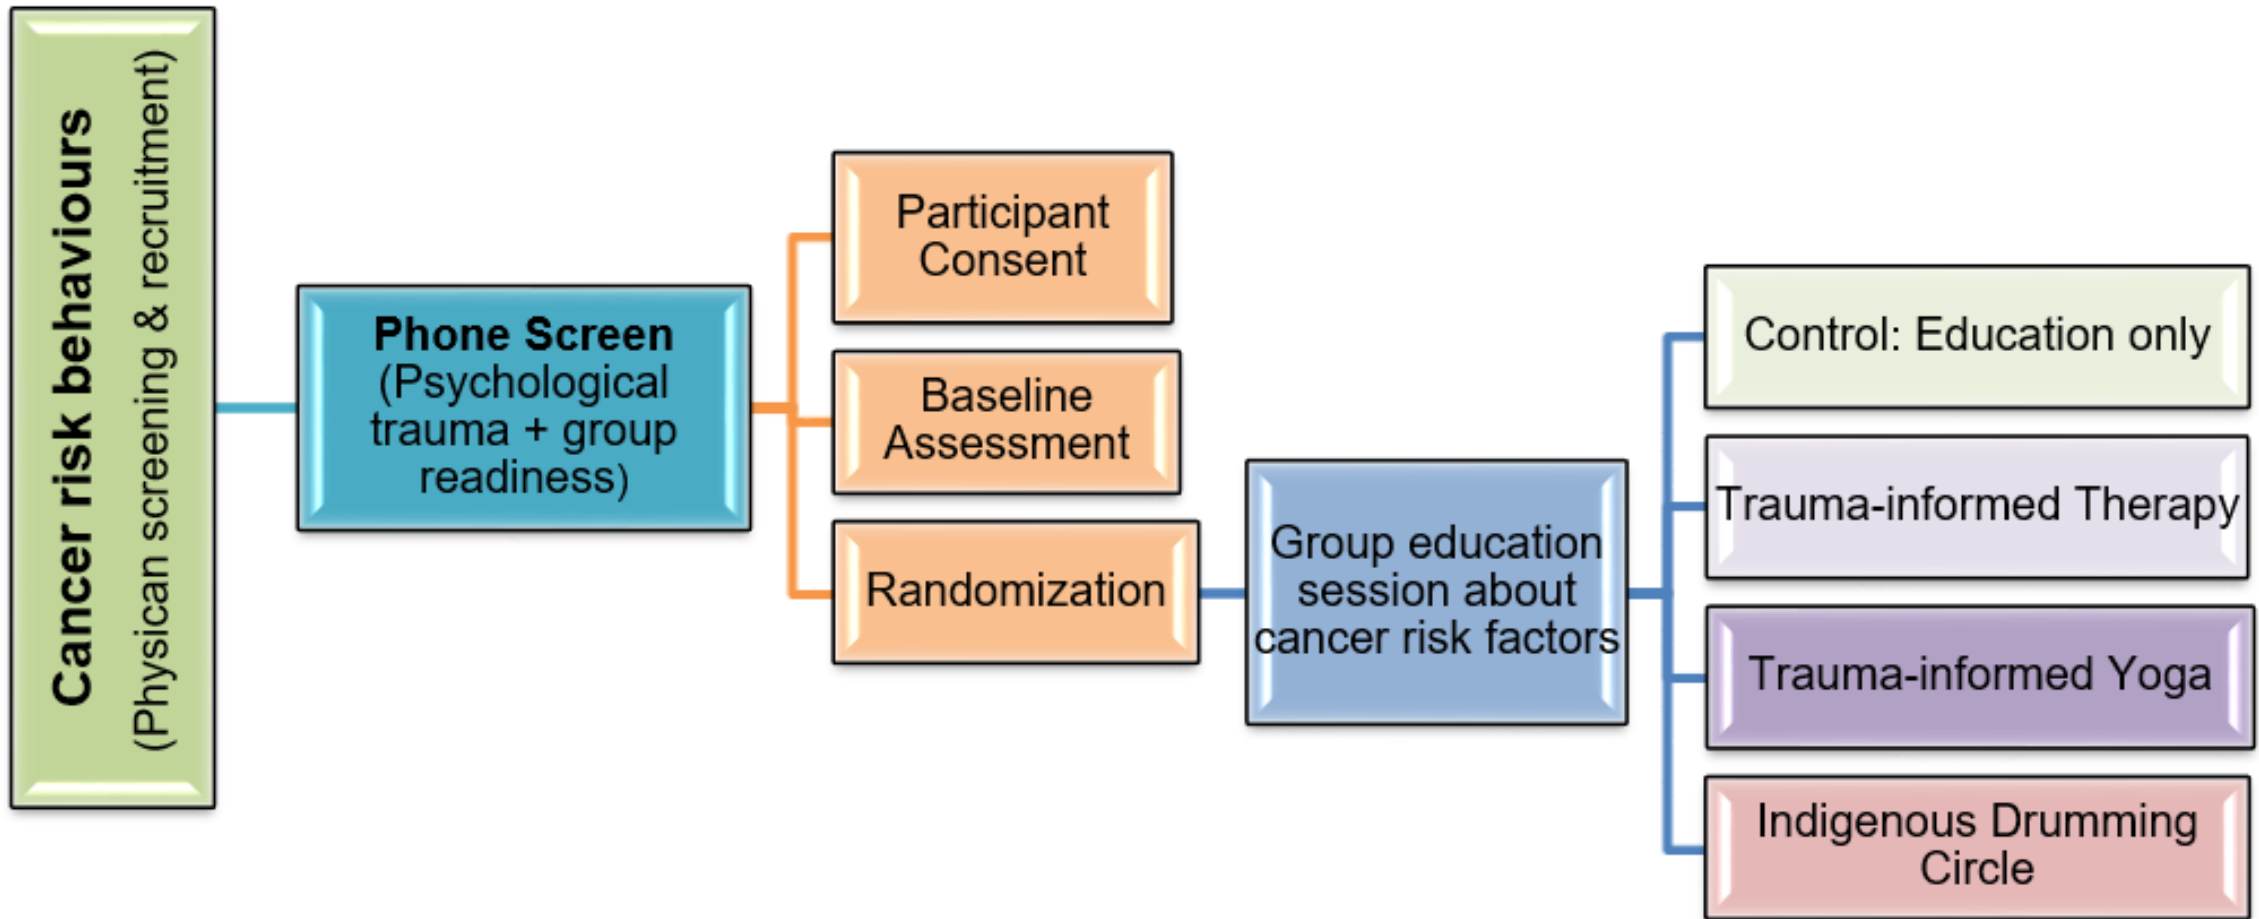 Cancer risk behaviours
(Physican screening & recruitment)
Phone Screen
(Psychological
trauma + group
readiness)
Participant
Consent
Baseline
Assessment
Randomization
Group education
session about
cancer risk factors
Control: Education only
Trauma-informed Therapy
Trauma-informed Yoga
Indigenous Drumming
Circle